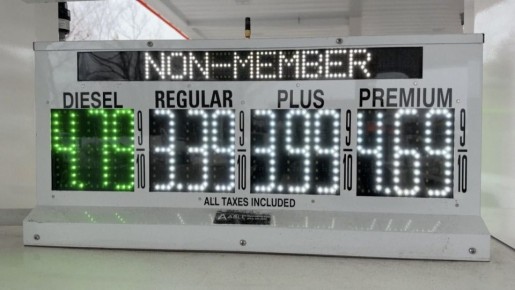 NON-MEMBER
DIESEL REGULAR PLUS PREMIUM
4.19 9/10 3.39 9/10 3.99 9/10 4.69 9/10
ALL TAXES INCLUDED